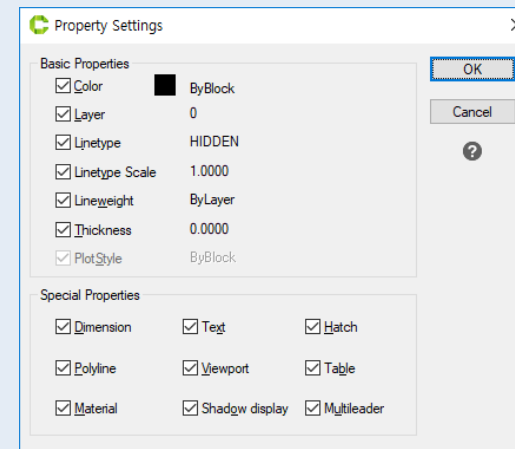 Property Settings
Basic Properties
Color ByBlock
Layer 0
Linetype HIDDEN
Linetype Scale 1.0000
Lineweight ByLayer
Thickness 0.0000
PlotStyle ByBlock
OK
Cancel
?
Special Properties
Dimension Text Hatch
Polyline Viewport Table
Material Shadow display Multileader